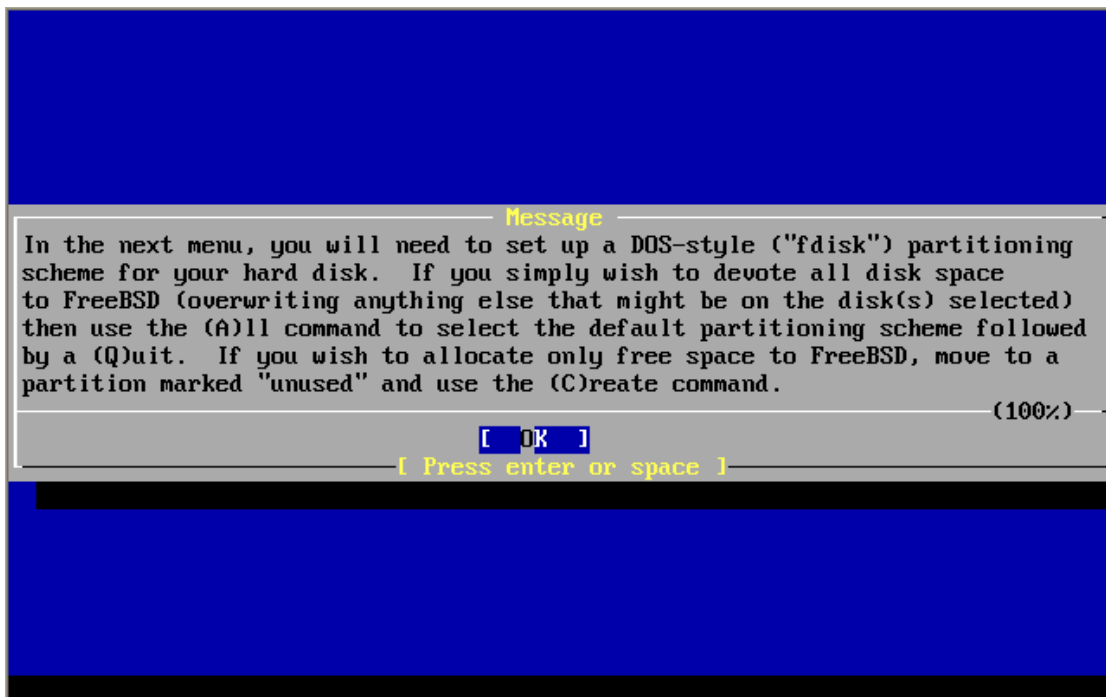 Message
In the next menu, you will need to set up a DOS-style ("fdisk") partitioning
scheme for your hard disk.  If you simply wish to devote all disk space
to FreeBSD (overwriting anything else that might be on the disk(s) selected)
then use the (A)ll command to select the default partitioning scheme followed
by a (Q)uit.  If you wish to allocate only free space to FreeBSD, move to a
partition marked "unused" and use the (C)reate command.
(100%)
[  OK  ]
[ Press enter or space ]